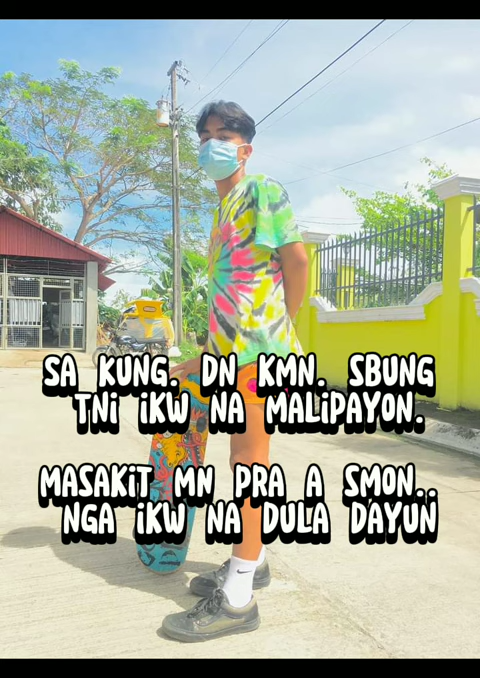 SA KUNG. DN KMN. SBUNG
TNi iKW NA MALiPAYON.
MASAKiT MN PRA A SMON..
NGA iKW NA DULA DAYUN